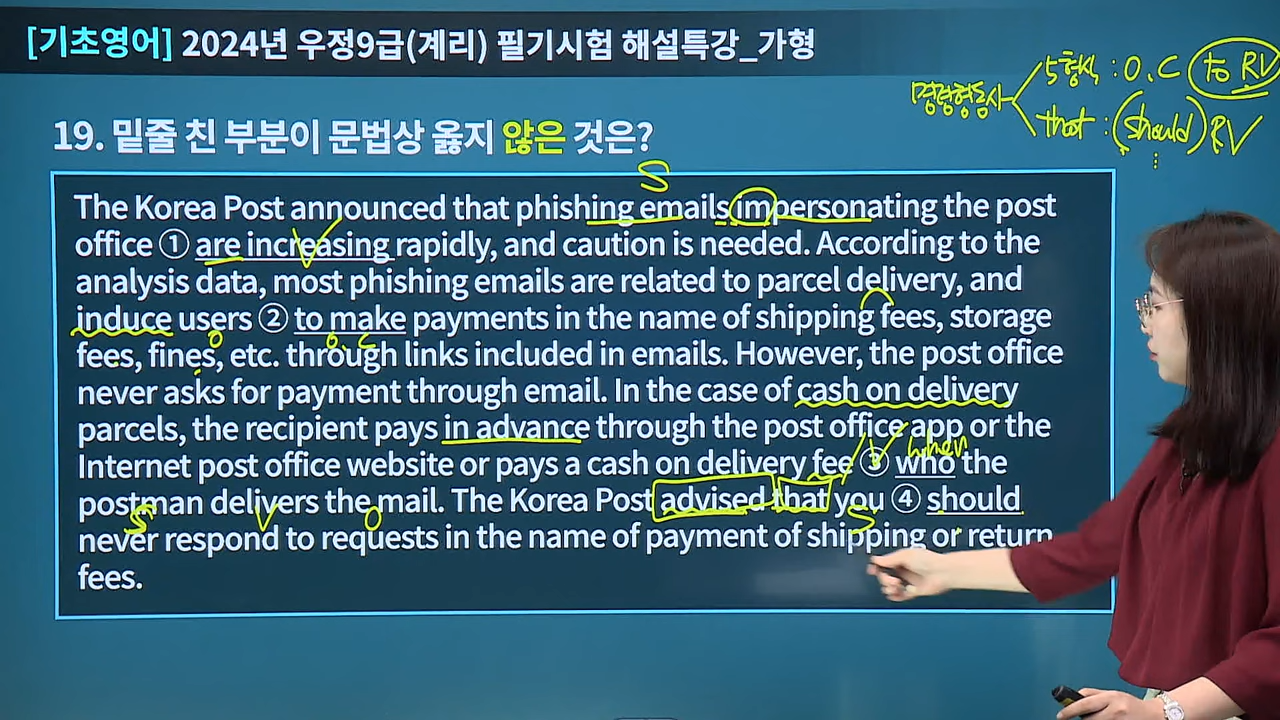 [기초영어] 2024년 우정9급(계리) 필기시험 해설특강_가형
명령형동사
5형식 : O.C to RV
that : (should) RV
19. 밑줄 친 부분이 문법상 옳지 않은 것은?
S
The Korea Post announced that phishing emails impersonating the post
office ① are increasing rapidly, and caution is needed. According to the
V
analysis data, most phishing emails are related to parcel delivery, and
induce users ② to make payments in the name of shipping fees, storage
O O.C
fees, fines, etc. through links included in emails. However, the post office
never asks for payment through email. In the case of cash on delivery
parcels, the recipient pays in advance through the post office app or the
when
Internet post office website or pays a cash on delivery fee ③ who the
postman delivers the mail. The Korea Post advised that you ④ should
S V O S
never respond to requests in the name of payment of shipping or return
fees.